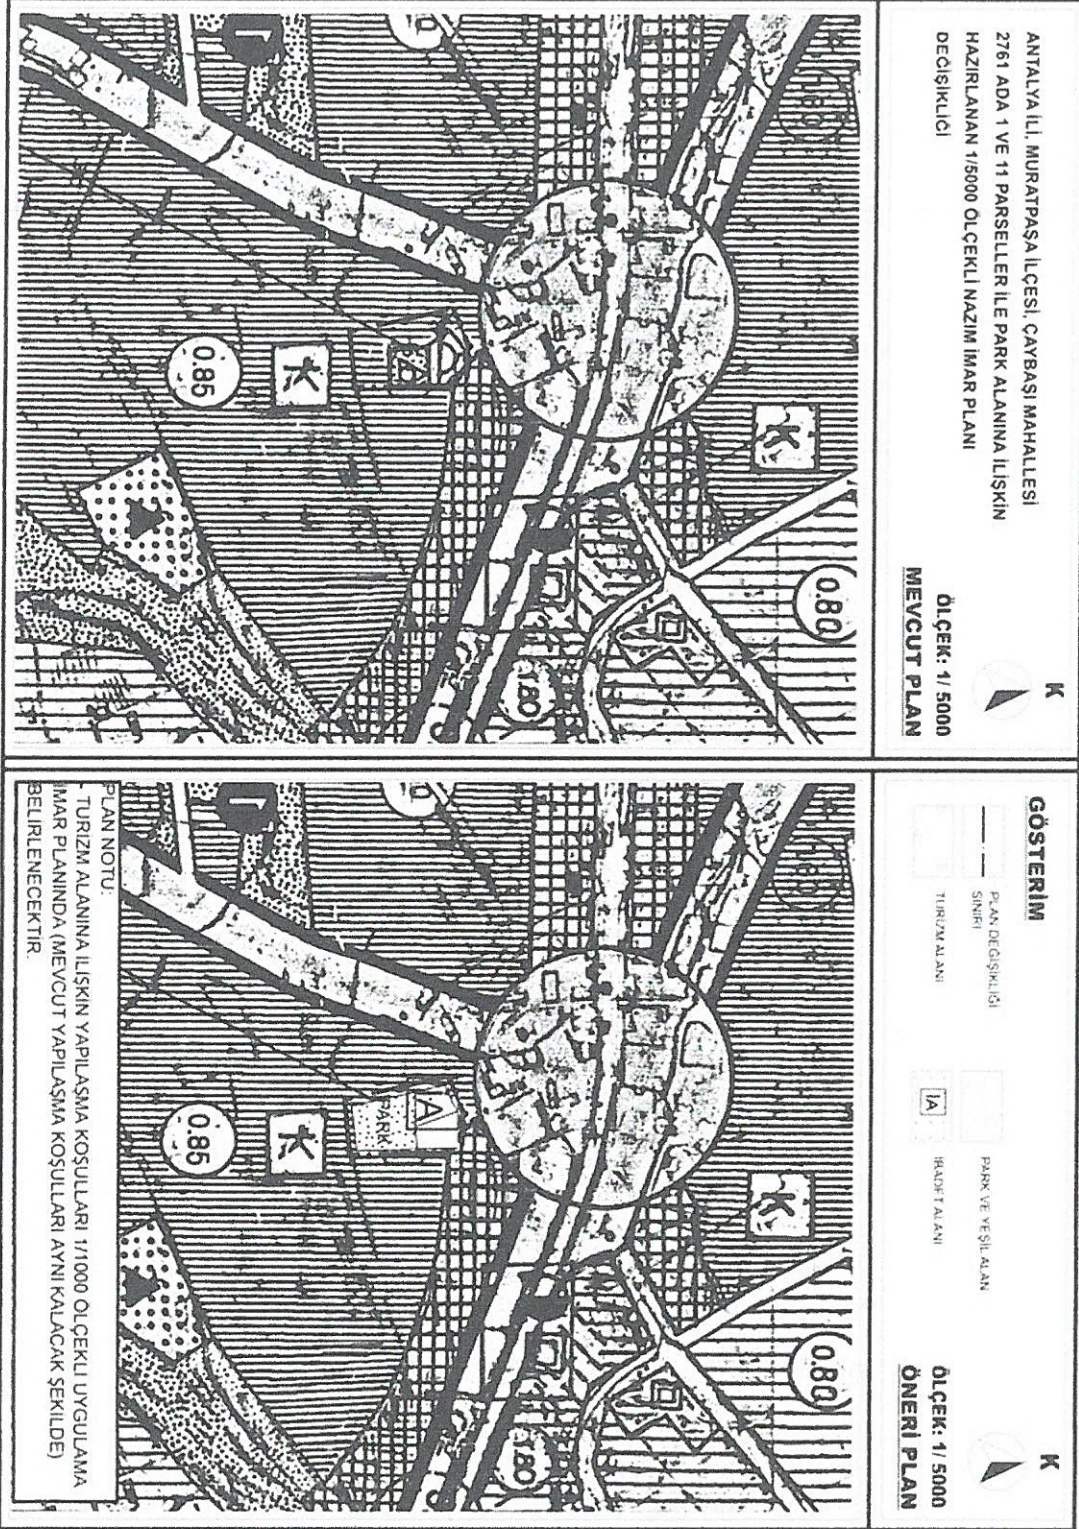 ANTALYA İLİ, MURATPAŞA İLÇESİ, ÇAYBAŞI MAHALLESİ
2761 ADA 1 VE 11 PARSELLER İLE PARK ALANINA İLİŞKİN
HAZIRLANAN 1/5000 ÖLÇEKLİ NAZIM İMAR PLANI
DEĞİŞİKLİĞİ
K
ÖLÇEK: 1/ 5000
MEVCUT PLAN
K
0.80
1.80
K
0.85
GÖSTERİM
PLAN DEĞİŞİKLİĞİ
SINIRI
TURİZM ALANI
PARK VE YEŞİL ALAN
İA
İBADET ALANI
K
ÖLÇEK: 1/ 5000
ÖNERİ PLAN
K
0.80
1.80
A
PARK
K
0.85
PLAN NOTU:
- TURİZM ALANINA İLİŞKİN YAPILAŞMA KOŞULLARI 1/1000 ÖLÇEKLİ UYGULAMA
İMAR PLANINDA (MEVCUT YAPILAŞMA KOŞULLARI AYNI KALACAK ŞEKİLDE)
BELİRLENECEKTİR.